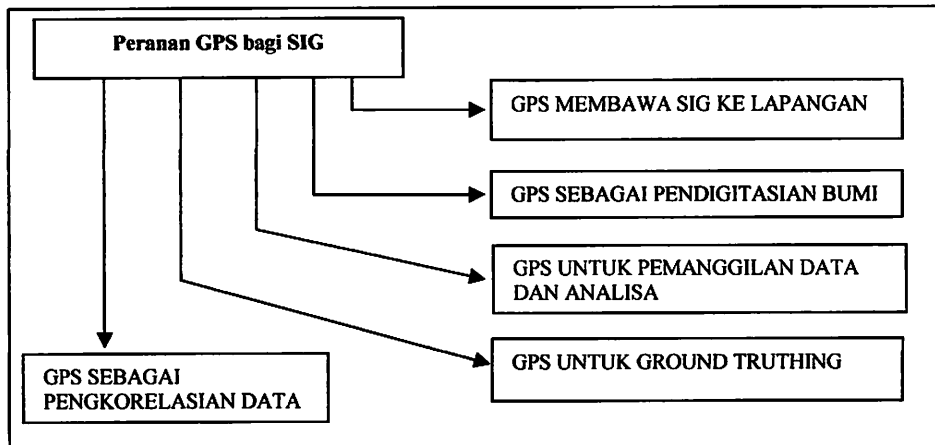 Peranan GPS bagi SIG
GPS MEMBAWA SIG KE LAPANGAN
GPS SEBAGAI PENDIGITASIAN BUMI
GPS UNTUK PEMANGGILAN DATA
DAN ANALISA
GPS UNTUK GROUND TRUTHING
GPS SEBAGAI
PENGKORELASIAN DATA